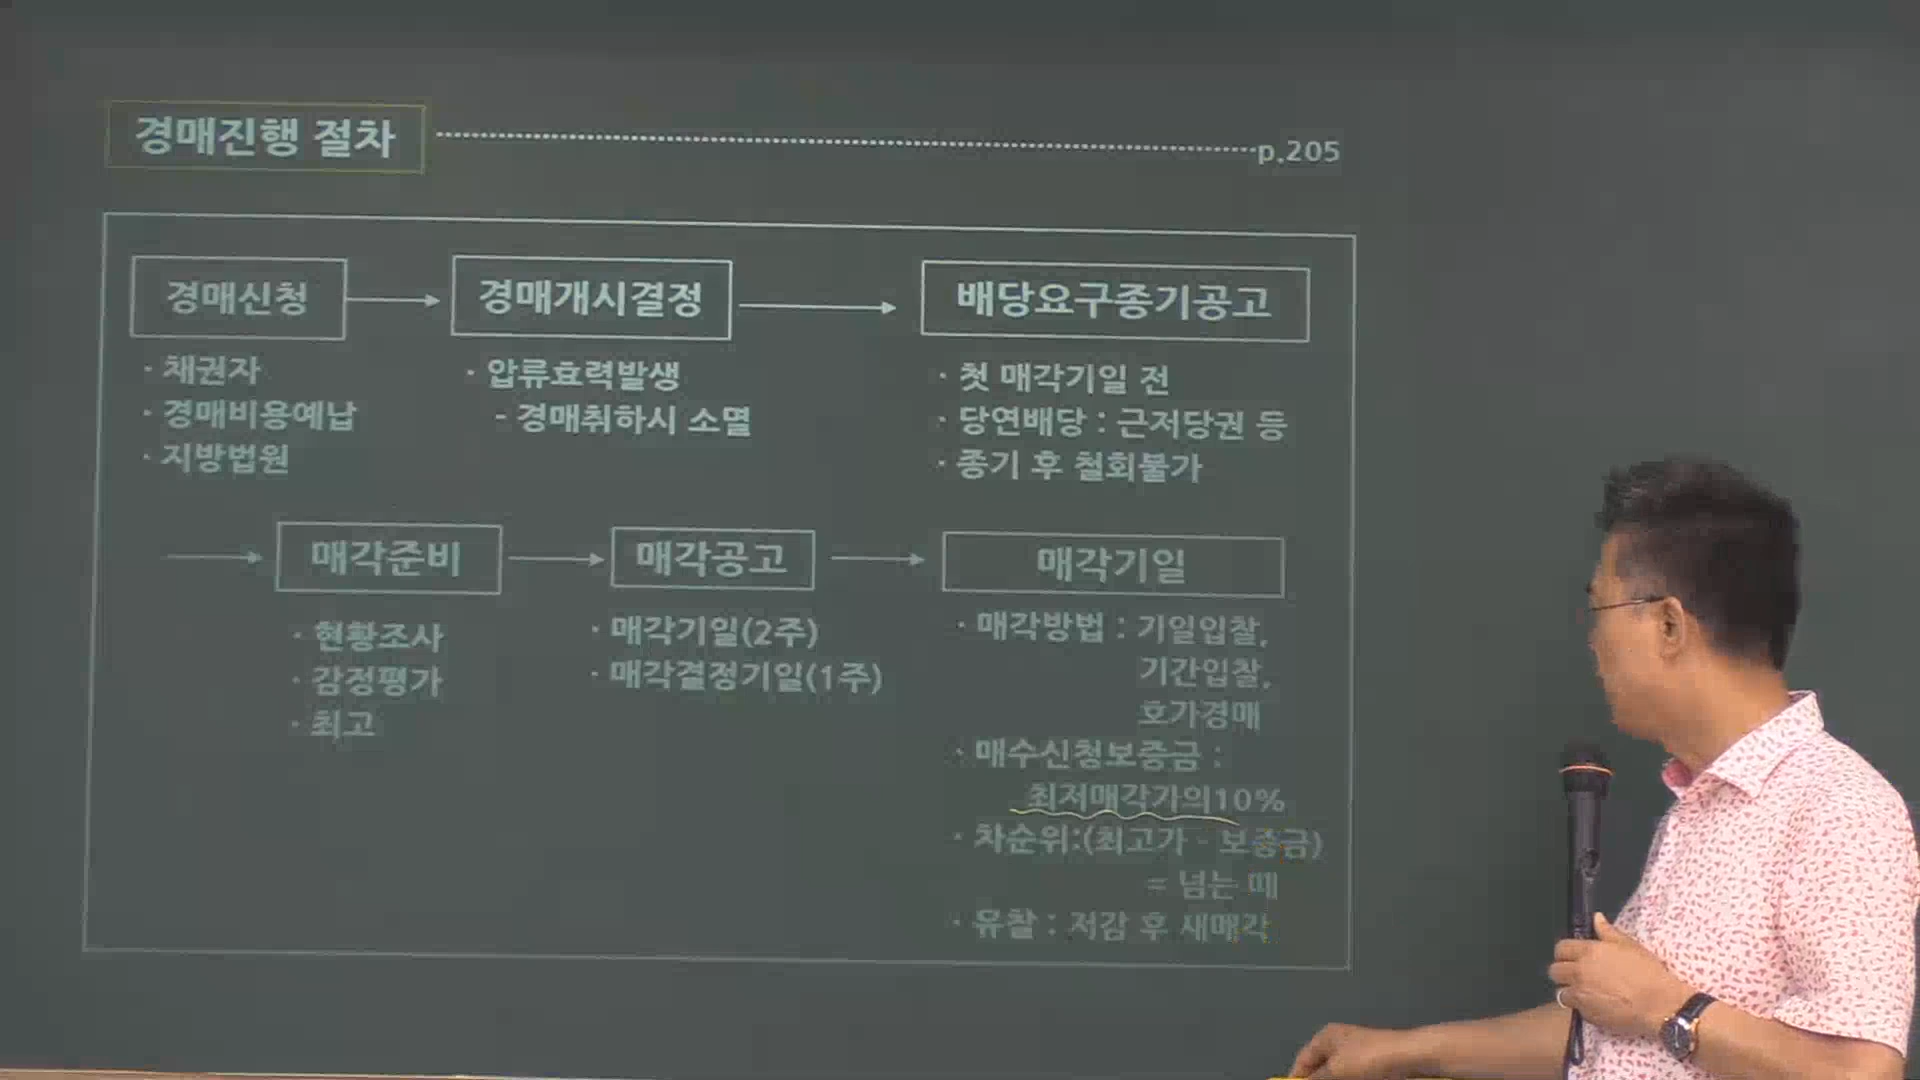 경매진행 절차 p.205
경매신청 경매개시결정 배당요구종기공고
· 채권자
· 경매비용예납
· 지방법원
· 압류효력발생
- 경매취하시 소멸
· 첫 매각기일 전
· 당연배당 : 근저당권 등
· 종기 후 철회불가
매각준비 매각공고 매각기일
· 현황조사
· 감정평가
· 최고
· 매각기일(2주)
· 매각결정기일(1주)
· 매각방법 : 기일입찰,
기간입찰,
호가경매
· 매수신청보증금 :
최저매각가의10%
· 차순위:(최고가 - 보증금)
= 넘는 때
· 유찰 : 저감 후 새매각